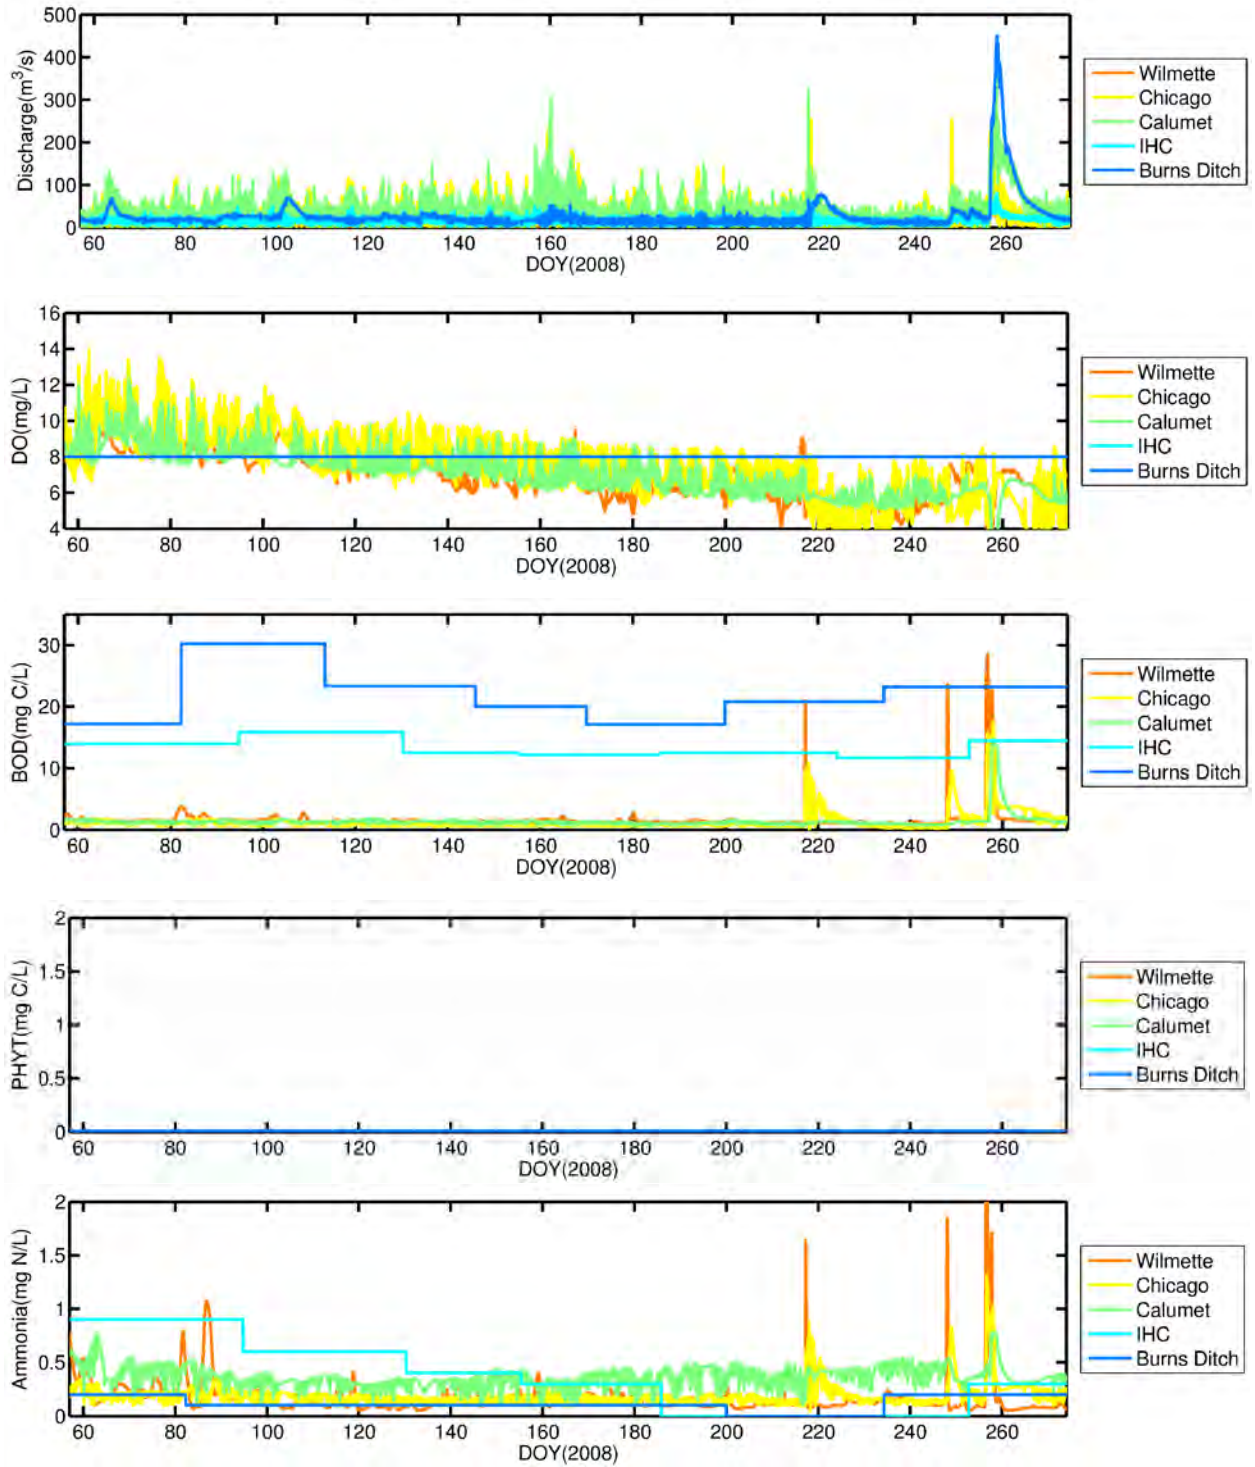 Discharge(m³/s)
500
400
300
200
100
0
60 80 100 120 140 160 180 200 220 240 260
DOY(2008)
Wilmette
Chicago
Calumet
IHC
Burns Ditch
DO(mg/L)
16
14
12
10
8
6
4
60 80 100 120 140 160 180 200 220 240 260
DOY(2008)
Wilmette
Chicago
Calumet
IHC
Burns Ditch
BOD(mg C/L)
30
20
10
0
60 80 100 120 140 160 180 200 220 240 260
DOY(2008)
Wilmette
Chicago
Calumet
IHC
Burns Ditch
PHYT(mg C/L)
2
1.5
1
0.5
0
60 80 100 120 140 160 180 200 220 240 260
DOY(2008)
Wilmette
Chicago
Calumet
IHC
Burns Ditch
Ammonia(mg N/L)
2
1.5
1
0.5
0
60 80 100 120 140 160 180 200 220 240 260
DOY(2008)
Wilmette
Chicago
Calumet
IHC
Burns Ditch